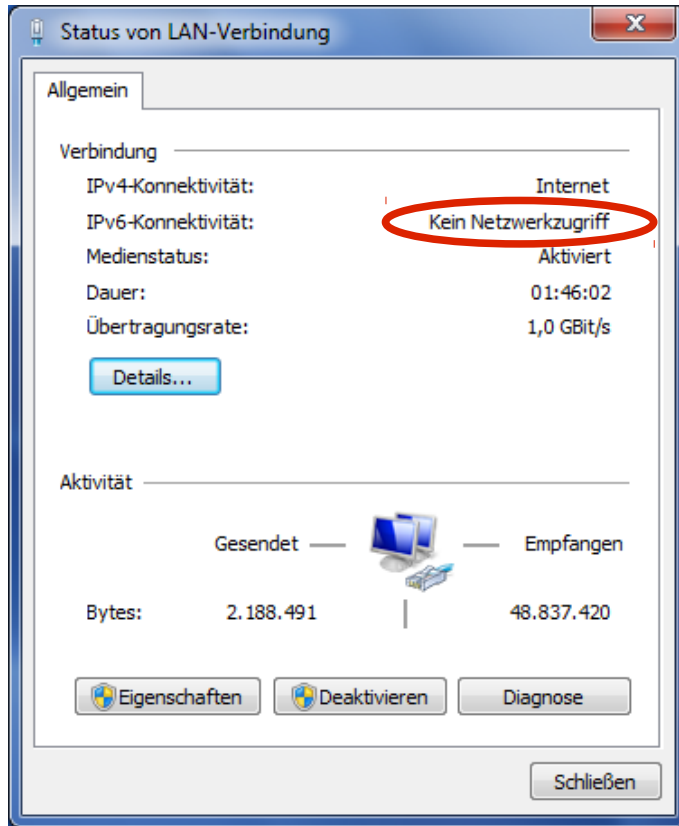 Status von LAN-Verbindung
Allgemein
Verbindung
IPv4-Konnektivität: Internet
IPv6-Konnektivität: Kein Netzwerkzugriff
Medienstatus: Aktiviert
Dauer: 01:46:02
Übertragungsrate: 1,0 GBit/s
Details...
Aktivität
Gesendet Empfangen
Bytes: 2.188.491 48.837.420
Eigenschaften Deaktivieren Diagnose
Schließen